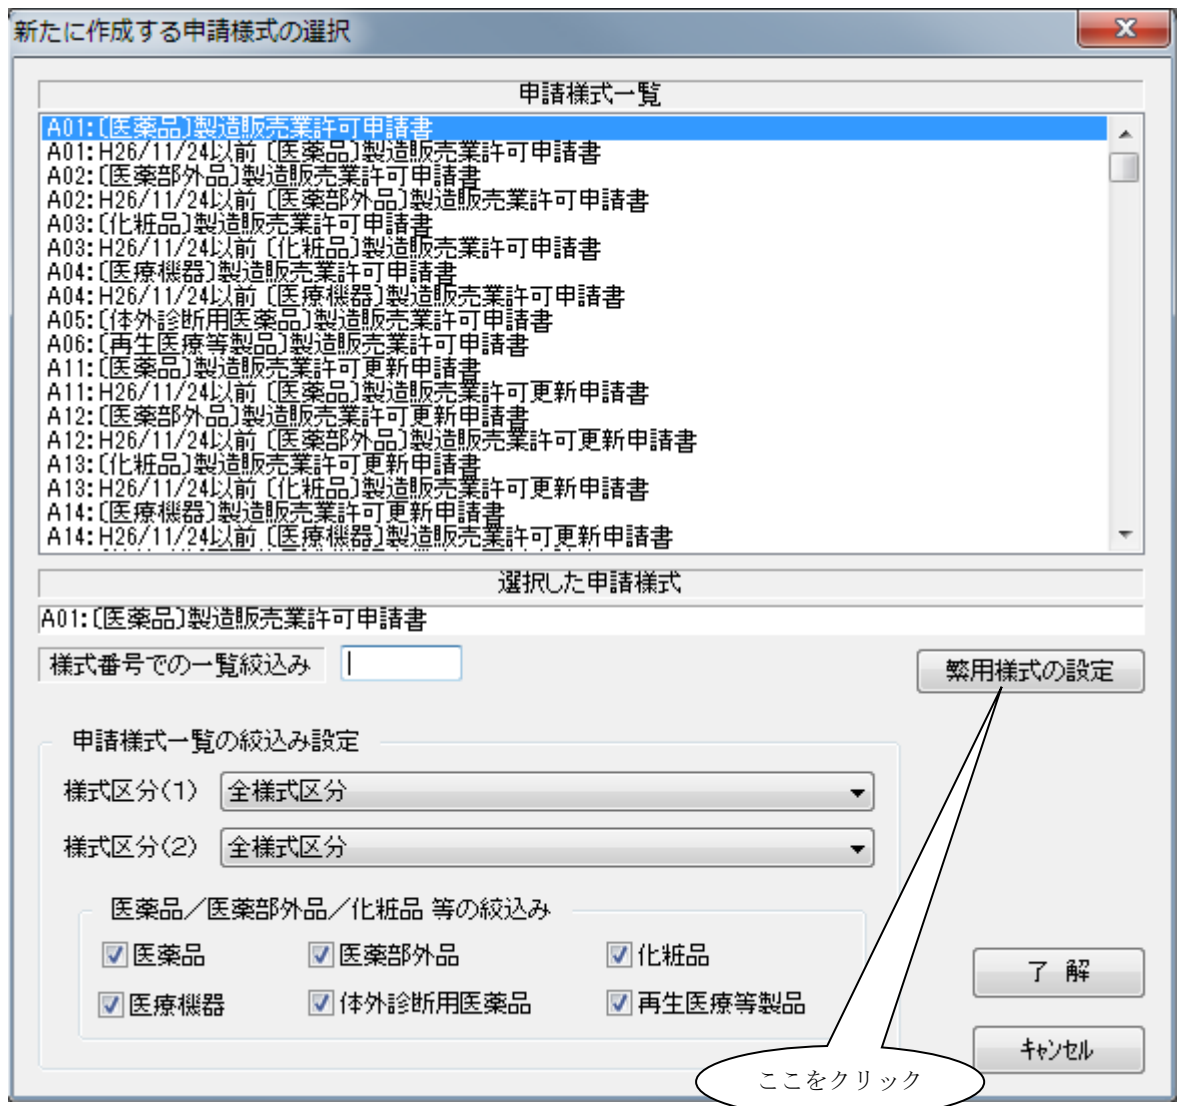 新たに作成する申請様式の選択
申請様式一覧
A01:〔医薬品〕製造販売業許可申請書
A01:H26/11/24以前〔医薬品〕製造販売業許可申請書
A02:〔医薬部外品〕製造販売業許可申請書
A02:H26/11/24以前〔医薬部外品〕製造販売業許可申請書
A03:〔化粧品〕製造販売業許可申請書
A03:H26/11/24以前〔化粧品〕製造販売業許可申請書
A04:〔医療機器〕製造販売業許可申請書
A04:H26/11/24以前〔医療機器〕製造販売業許可申請書
A05:〔体外診断用医薬品〕製造販売業許可申請書
A06:〔再生医療等製品〕製造販売業許可申請書
A11:〔医薬品〕製造販売業許可更新申請書
A11:H26/11/24以前〔医薬品〕製造販売業許可更新申請書
A12:〔医薬部外品〕製造販売業許可更新申請書
A12:H26/11/24以前〔医薬部外品〕製造販売業許可更新申請書
A13:〔化粧品〕製造販売業許可更新申請書
A13:H26/11/24以前〔化粧品〕製造販売業許可更新申請書
A14:〔医療機器〕製造販売業許可更新申請書
A14:H26/11/24以前〔医療機器〕製造販売業許可更新申請書
選択した申請様式
A01:〔医薬品〕製造販売業許可申請書
様式番号での一覧絞込み
繁用様式の設定
申請様式一覧の絞込み設定
様式区分(1) 全様式区分
様式区分(2) 全様式区分
医薬品／医薬部外品／化粧品 等の絞込み
医薬品 医薬部外品 化粧品
医療機器 体外診断用医薬品 再生医療等製品
了 解
キャンセル
ここをクリック